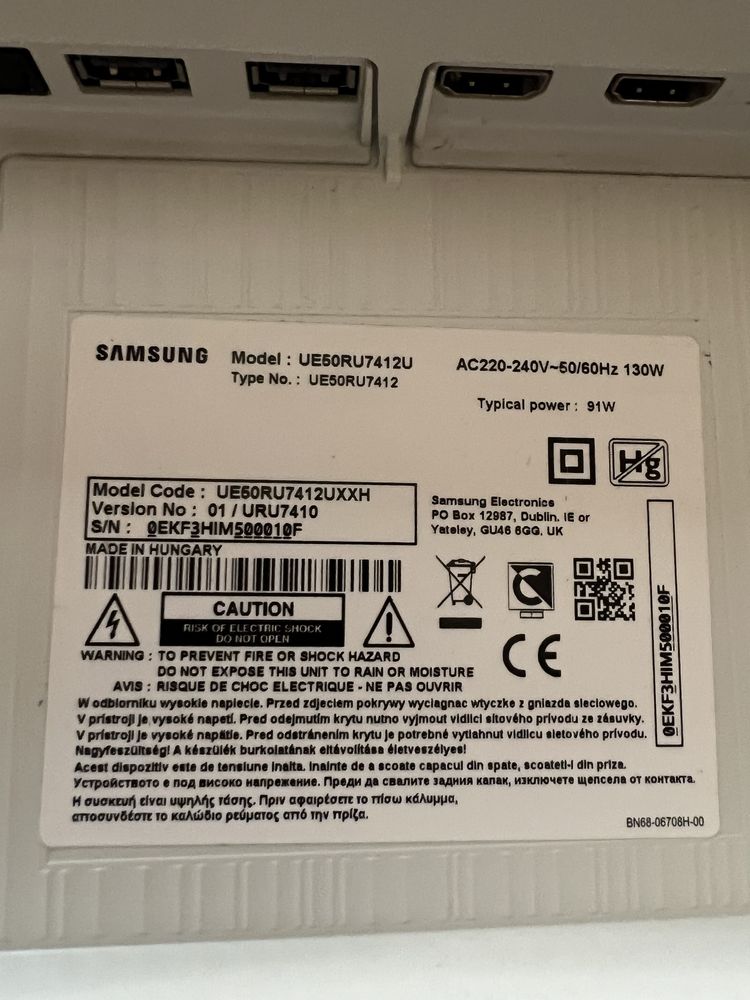 SAMSUNG
Model : UE50RU7412U
Type No. : UE50RU7412
AC220-240V~50/60Hz 130W
Typical power : 91W
Hg
Model Code : UE50RU7412UXXH
Version No : 01 / URU7410
S/N : 0EKF3HIM500010F
Samsung Electronics
PO Box 12987, Dublin. IE or
Yateley, GU46 6GG. UK
MADE IN HUNGARY
CAUTION
RISK OF ELECTRIC SHOCK
DO NOT OPEN
CE
0EKF3HIM500010F
WARNING : TO PREVENT FIRE OR SHOCK HAZARD
DO NOT EXPOSE THIS UNIT TO RAIN OR MOISTURE
AVIS : RISQUE DE CHOC ELECTRIQUE - NE PAS OUVRIR
W odbiorniku wysokie napiecie. Przed zdjeciem pokrywy wyciagnac wtyczke z gniazda sieciowego.
V přístroji je vysoké napetí. Pred odejmutím krytu nutno vyjmout vidlici síťového prívodu ze zásuvky.
V prístroji je vysoké napätie. Pred odstránením krytu je potrebné vytiahnut vidlicu sieťového prívodu.
Nagyfeszültség! A készülék burkolatának eltávolítása életveszélyes!
Acest dispozitiv este de tensiune inalta. Inainte de a scoate capacul din spate, scoateti-l din priza.
Устройството е под високо напрежение. Преди да свалите задния капак, изключете щепсела от контакта.
Η συσκευή είναι υψηλής τάσης. Πριν αφαιρέσετε το πίσω κάλυμμα,
αποσυνδέστε το καλώδιο ρεύματος από την πρίζα.
BN68-06708H-00